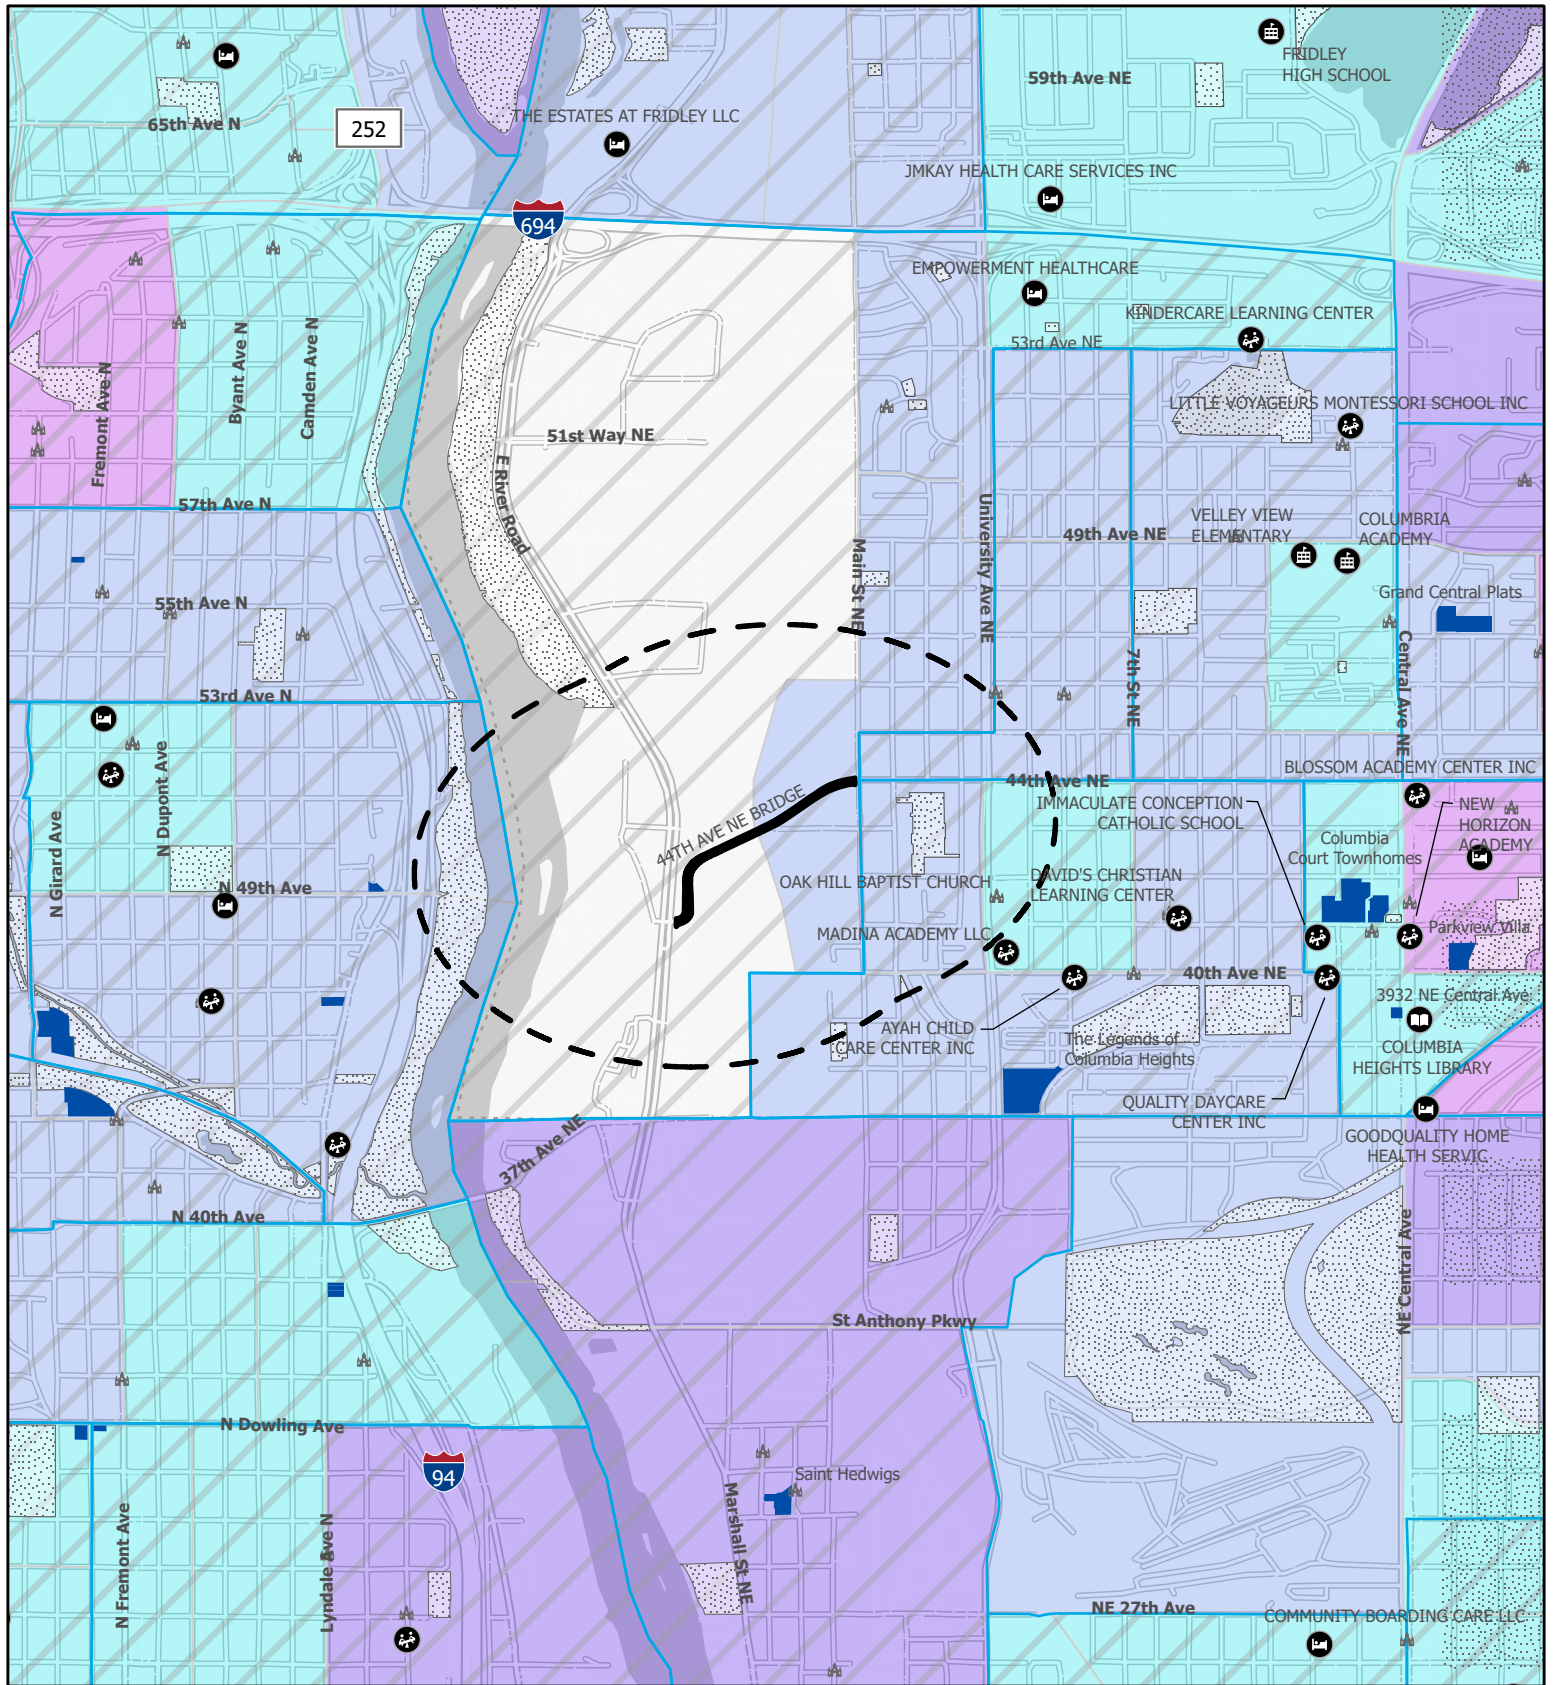 59th Ave NE
FRIDLEY
HIGH SCHOOL
65th Ave N
252
THE ESTATES AT FRIDLEY LLC
JMKAY HEALTH CARE SERVICES INC
694
EMPOWERMENT HEALTHCARE
KINDERCARE LEARNING CENTER
53rd Ave NE
Fremont Ave N
Byant Ave N
Camden Ave N
LITTLE VOYAGEURS MONTESSORI SCHOOL INC
51st Way NE
E River Road
57th Ave N
University Ave NE
Main St NE
49th Ave NE
VELLEY VIEW
ELEMENTARY
COLUMBRIA
ACADEMY
55th Ave N
Grand Central Plats
7th St NE
Central Ave NE
53rd Ave N
N Dupont Ave
N Girard Ave
44th Ave NE
BLOSSOM ACADEMY CENTER INC
44TH AVE NE BRIDGE
IMMACULATE CONCEPTION
CATHOLIC SCHOOL
NEW
HORIZON
ACADEMY
Columbia
Court Townhomes
N 49th Ave
OAK HILL BAPTIST CHURCH
DAVID'S CHRISTIAN
LEARNING CENTER
MADINA ACADEMY LLC
Parkview Villa
40th Ave NE
3932 NE Central Ave
AYAH CHILD
CARE CENTER INC
The Legends of
Columbia Heights
COLUMBIA
HEIGHTS LIBRARY
QUALITY DAYCARE
CENTER INC
GOODQUALITY HOME
HEALTH SERVIC
37th Ave NE
N 40th Ave
NE Central Ave
St Anthony Pkwy
N Dowling Ave
94
Saint Hedwigs
Marshall St NE
N Fremont Ave
Lyndale Ave N
NE 27th Ave
COMMUNITY BOARDING CARE LLC